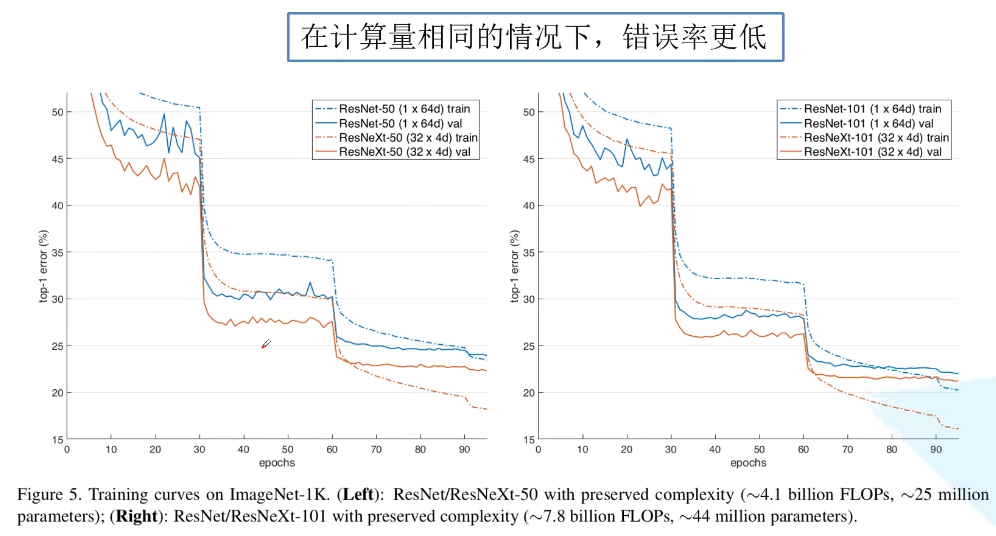 在计算量相同的情况下，错误率更低
50
45
40
35
30
25
20
15
top-1 error (%)
0 10 20 30 40 50 60 70 80 90
epochs
ResNet-50 (1 x 64d) train
ResNet-50 (1 x 64d) val
ResNeXt-50 (32 x 4d) train
ResNeXt-50 (32 x 4d) val
50
45
40
35
30
25
20
15
top-1 error (%)
0 10 20 30 40 50 60 70 80 90
epochs
ResNet-101 (1 x 64d) train
ResNet-101 (1 x 64d) val
ResNeXt-101 (32 x 4d) train
ResNeXt-101 (32 x 4d) val
Figure 5. Training curves on ImageNet-1K. (Left): ResNet/ResNeXt-50 with preserved complexity (∼4.1 billion FLOPs, ∼25 million
parameters); (Right): ResNet/ResNeXt-101 with preserved complexity (∼7.8 billion FLOPs, ∼44 million parameters).